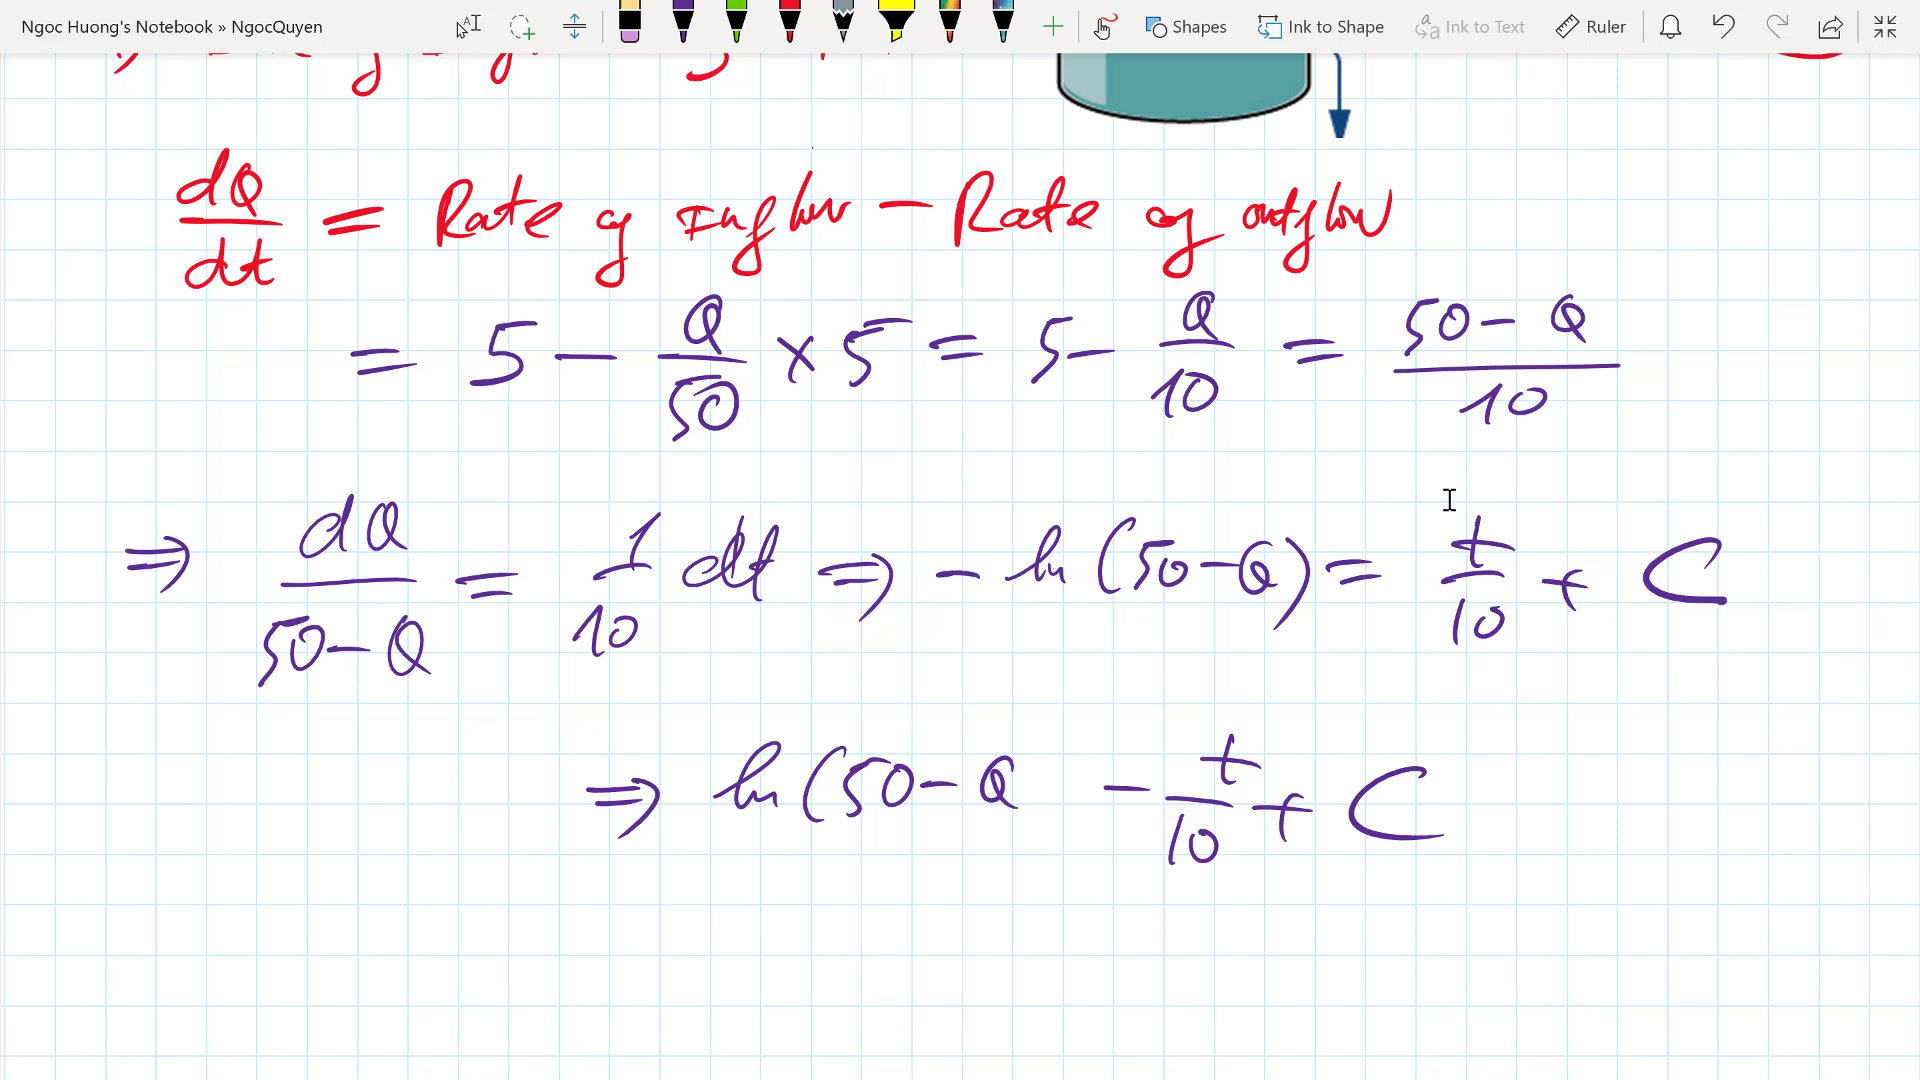 Ngoc Huong's Notebook » NgocQuyen
Shapes Ink to Shape Ink to Text Ruler
dQ/dt = Rate of Inflow − Rate of outflow
= 5 − Q/50 × 5 = 5 − Q/10 = (50 − Q)/10
⇒ dQ/(50 − Q) = 1/10 dt ⇒ − ln (50 − Q) = t/10 + C
⇒ ln (50 − Q − t/10 + C